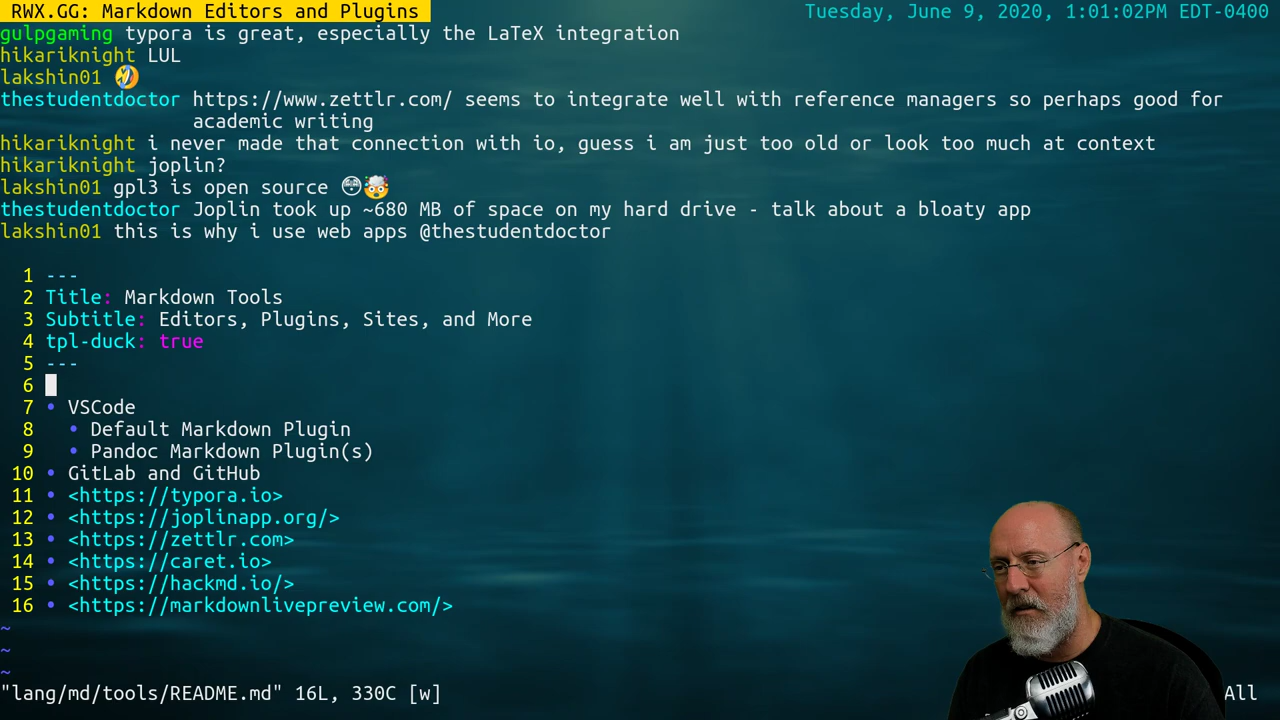 RWX.GG: Markdown Editors and Plugins
Tuesday, June 9, 2020, 1:01:02PM EDT-0400
gulpgaming typora is great, especially the LaTeX integration
hikariknight LUL
lakshin01 🤣
thestudentdoctor https://www.zettlr.com/ seems to integrate well with reference managers so perhaps good for
academic writing
hikariknight i never made that connection with io, guess i am just too old or look too much at context
hikariknight joplin?
lakshin01 gpl3 is open source 😳🤯
thestudentdoctor Joplin took up ~680 MB of space on my hard drive - talk about a bloaty app
lakshin01 this is why i use web apps @thestudentdoctor
1 ---
2 Title: Markdown Tools
3 Subtitle: Editors, Plugins, Sites, and More
4 tpl-duck: true
5 ---
6
7 • VSCode
8 • Default Markdown Plugin
9 • Pandoc Markdown Plugin(s)
10 • GitLab and GitHub
11 • <https://typora.io>
12 • <https://joplinapp.org/>
13 • <https://zettlr.com>
14 • <https://caret.io>
15 • <https://hackmd.io/>
16 • <https://markdownlivepreview.com/>
~
~
~
"lang/md/tools/README.md" 16L, 330C [w]
All